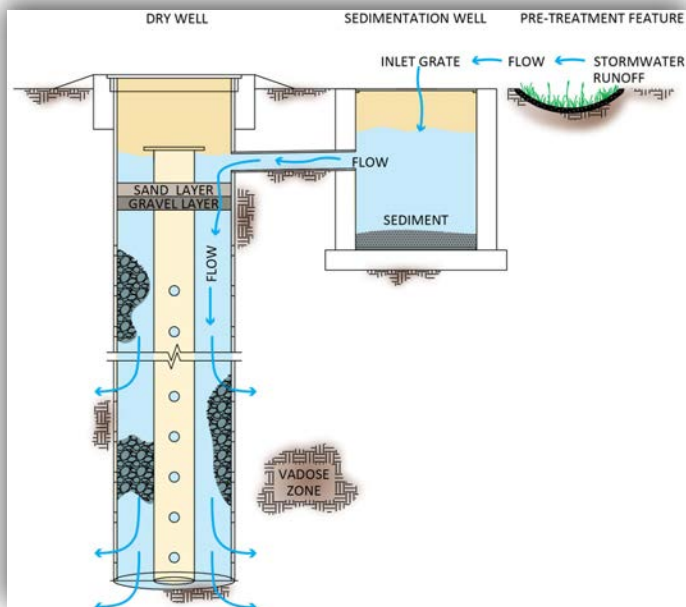 DRY WELL
SEDIMENTATION WELL
PRE-TREATMENT FEATURE
INLET GRATE
FLOW
STORMWATER
RUNOFF
FLOW
SAND LAYER
GRAVEL LAYER
SEDIMENT
FLOW
VADOSE
ZONE